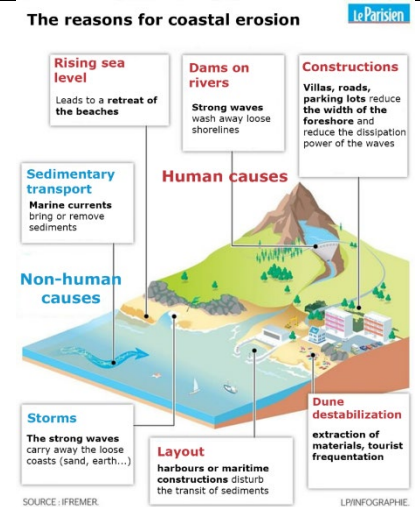 The reasons for coastal erosion
Le Parisien
Rising sea
level
Leads to a retreat of
the beaches
Dams on
rivers
Strong waves
wash away loose
shorelines
Constructions
Villas, roads,
parking lots reduce
the width of the
foreshore and
reduce the dissipation
power of the waves
Human causes
Sedimentary
transport
Marine currents
bring or remove
sediments
Non-human
causes
Storms
The strong waves
carry away the loose
coasts (sand, earth...)
Layout
harbours or maritime
constructions disturb
the transit of sediments
Dune
destabilization
extraction of
materials, tourist
frequentation
SOURCE : IFREMER.
LP/INFOGRAPHIE.